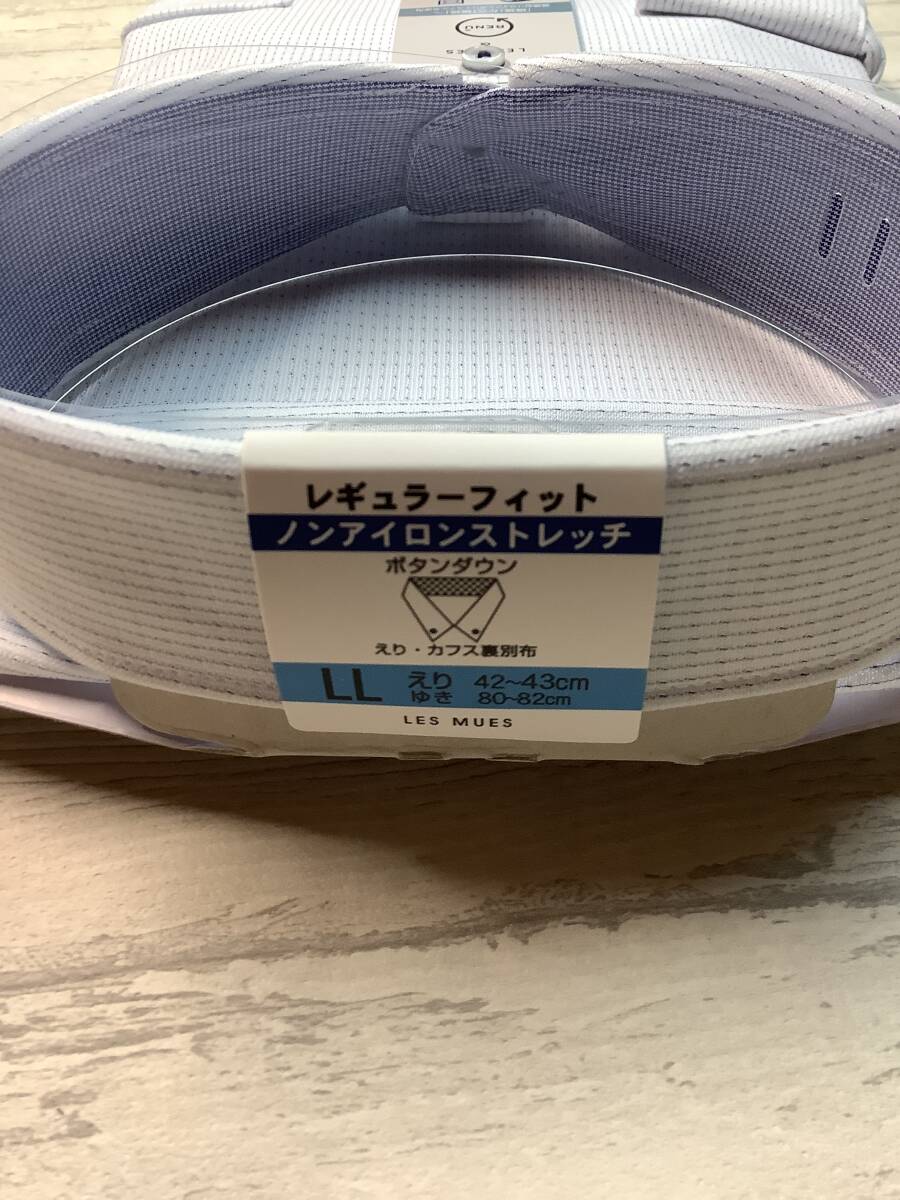 RENU
LES
&
レギュラーフィット
ノンアイロンストレッチ
ボタンダウン
えり・カフス裏別布
LL えり 42~43cm
ゆき 80~82cm
LES MUES